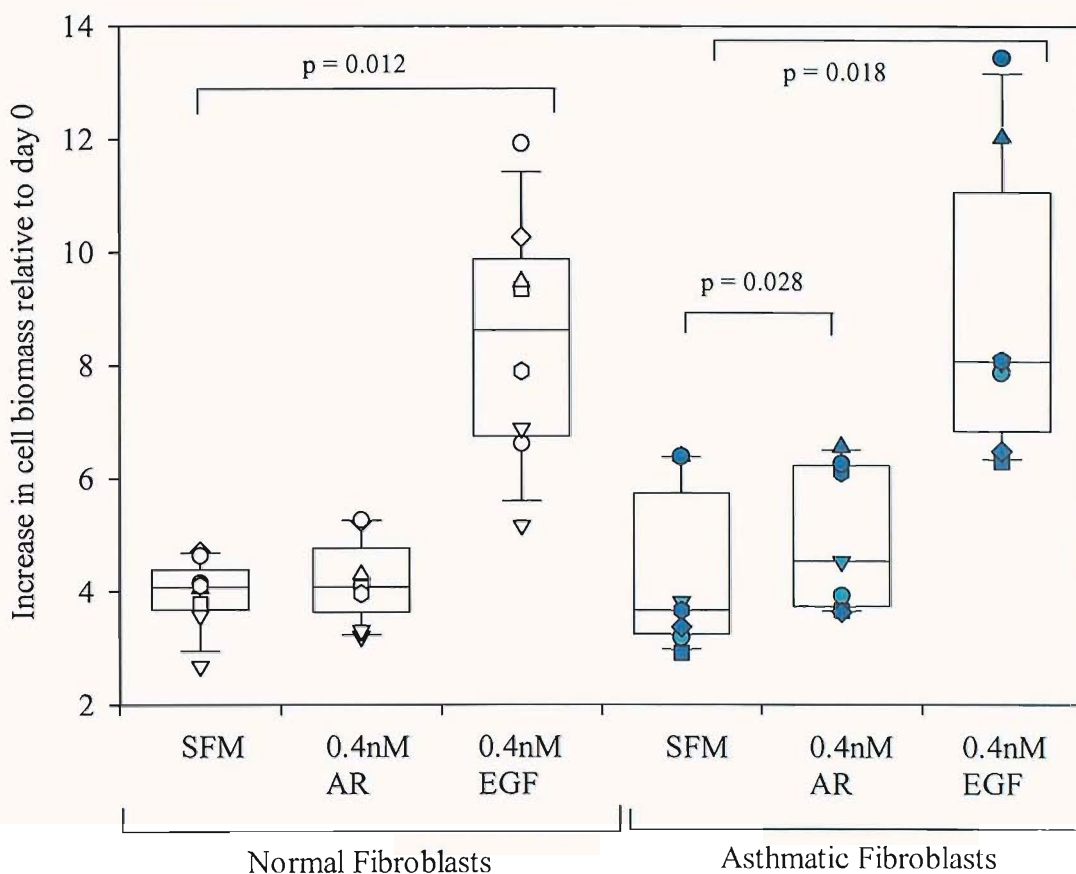 Increase in cell biomass relative to day 0
14
12
10
8
6
4
2
p = 0.012
p = 0.018
p = 0.028
SFM
0.4nM
AR
0.4nM
EGF
SFM
0.4nM
AR
0.4nM
EGF
Normal Fibroblasts
Asthmatic Fibroblasts